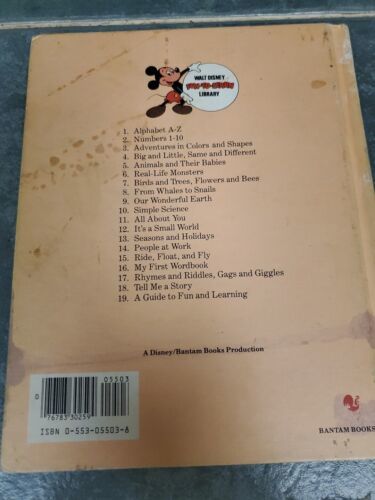 WALT DISNEY
FUN-TO-LEARN
LIBRARY
1. Alphabet A-Z
2. Numbers 1-10
3. Adventures in Colors and Shapes
4. Big and Little, Same and Different
5. Animals and Their Babies
6. Real-Life Monsters
7. Birds and Trees, Flowers and Bees
8. From Whales to Snails
9. Our Wonderful Earth
10. Simple Science
11. All About You
12. It's a Small World
13. Seasons and Holidays
14. People at Work
15. Ride, Float, and Fly
16. My First Wordbook
17. Rhymes and Riddles, Gags and Giggles
18. Tell Me a Story
19. A Guide to Fun and Learning
A Disney/Bantam Books Production
05503
0
76783 30259
ISBN 0-553-05503-8
BANTAM BOOKS